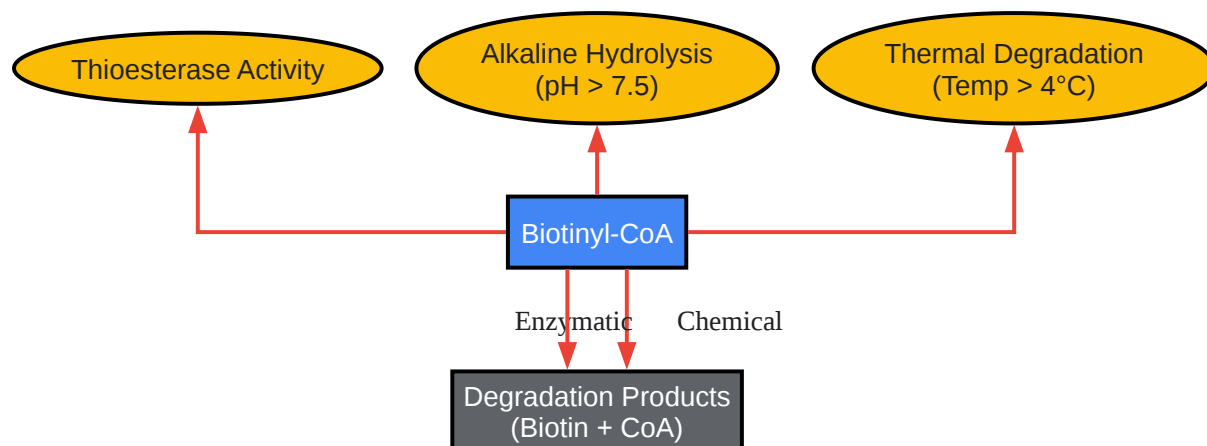 Thioesterase Activity
Alkaline Hydrolysis
(pH > 7.5)
Thermal Degradation
(Temp > 4°C)
Biotinyl-CoA
Enzymatic
Chemical
Degradation Products
(Biotin + CoA)